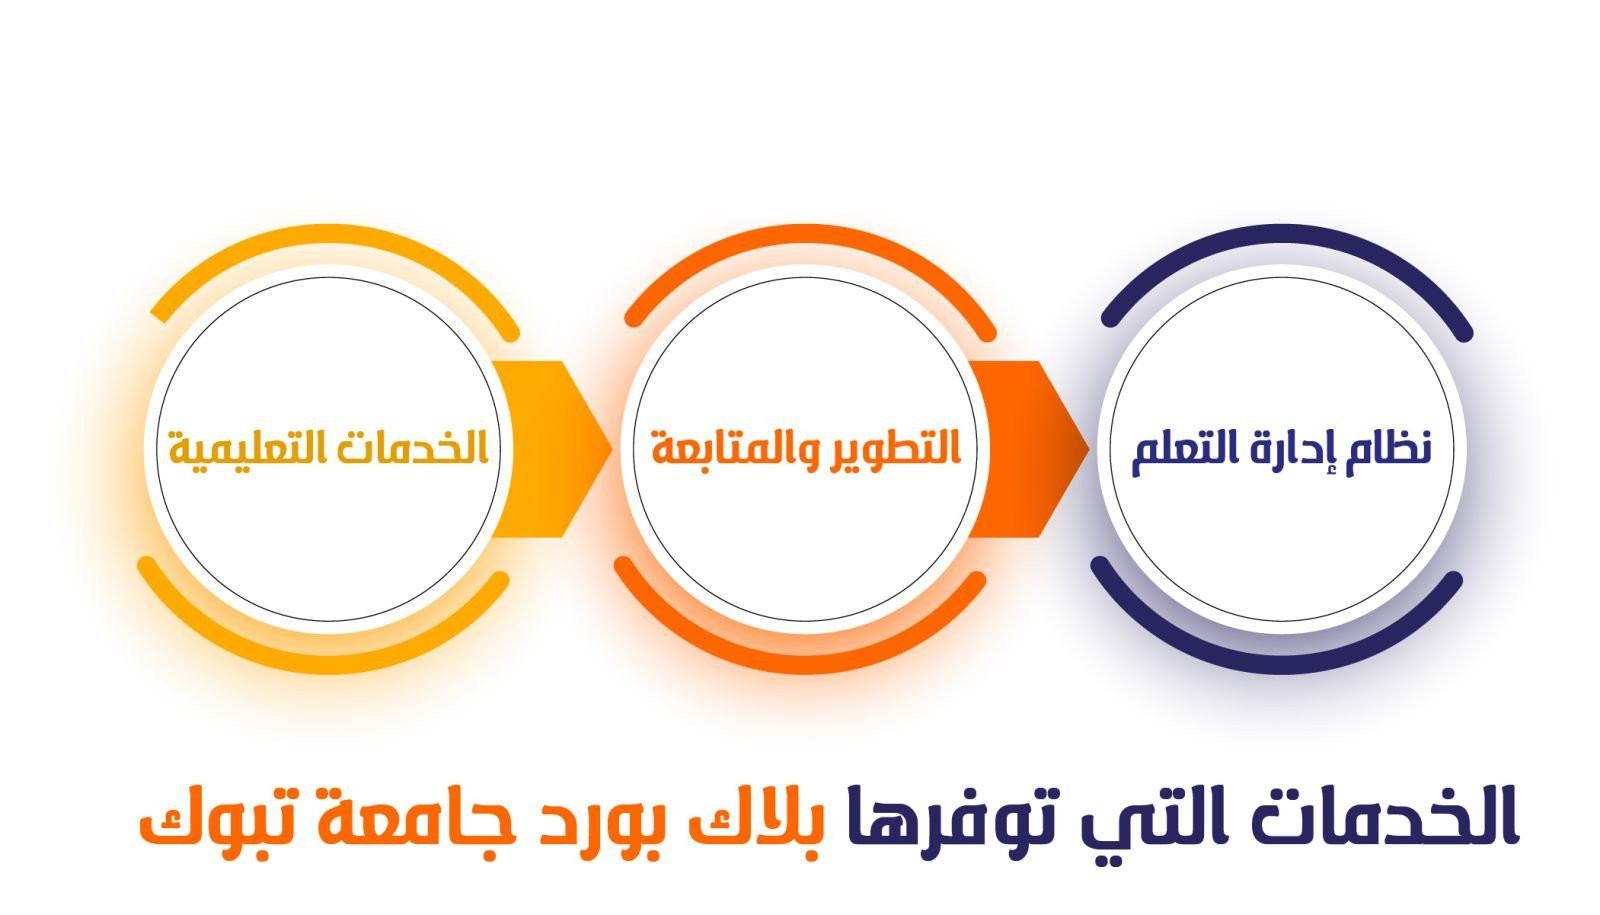 نظام إدارة التعلم
التطوير والمتابعة
الخدمات التعليمية
الخدمات التي توفرها بلاك بورد جامعة تبوك